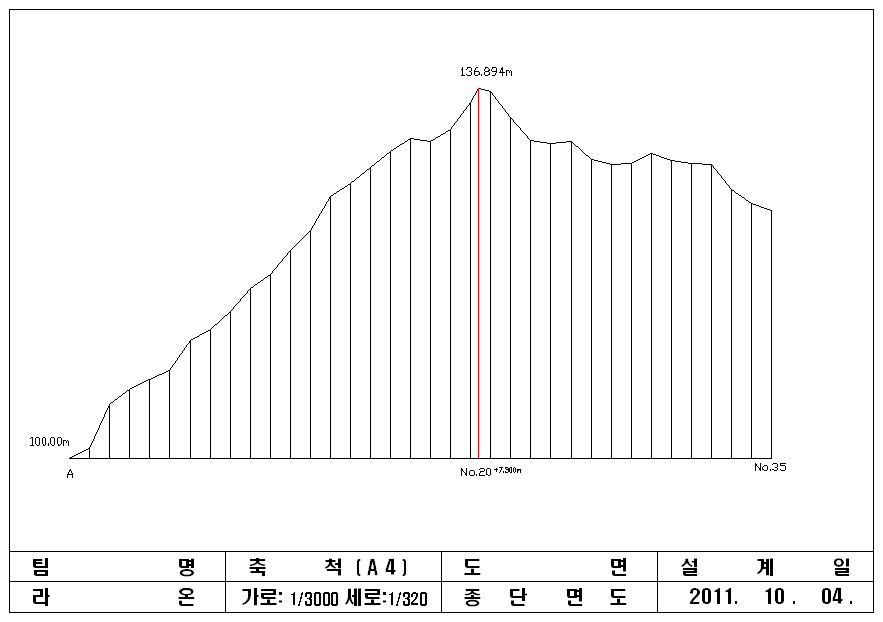 136.894m
100.00m
A
No.20+7.900m
No.35
팀 명 축 척 (A4) 도 면 설 계 일
라 온 가로: 1/3000 세로:1/320 종 단 면 도 2011. 10 . 04 .